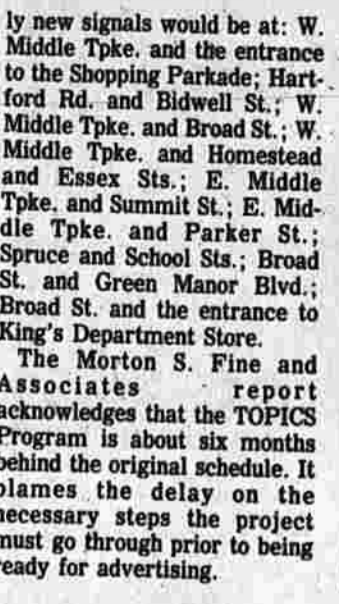 ly new signals would be at: W.
Middle Tpke. and the entrance
to the Shopping Parkade; Hart-
ford Rd. and Bidwell St.; W.
Middle Tpke. and Broad St.; W.
Middle Tpke. and Homestead
and Essex Sts.; E. Middle
Tpke. and Summit St.; E. Mid-
dle Tpke. and Parker St.;
Spruce and School Sts.; Broad
St. and Green Manor Blvd.;
Broad St. and the entrance to
King's Department Store.
The Morton S. Fine and
Associates report
acknowledges that the TOPICS
Program is about six months
behind the original schedule. It
blames the delay on the
necessary steps the project
must go through prior to being
ready for advertising.